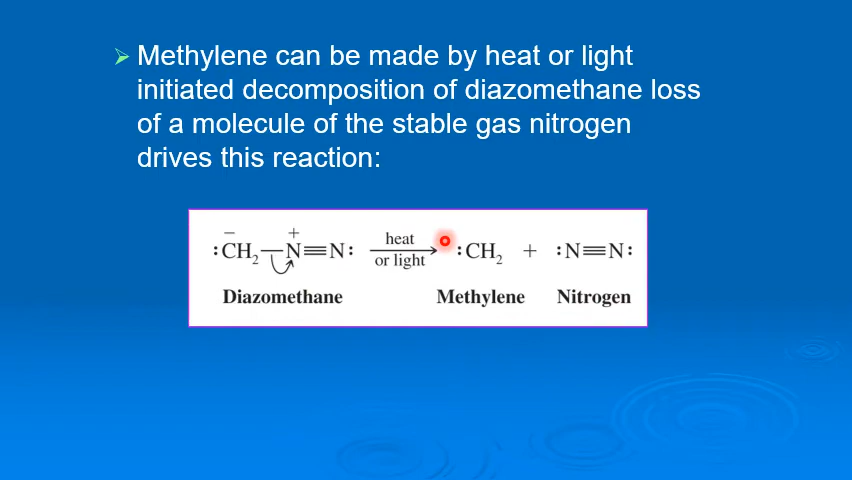 Methylene can be made by heat or light
initiated decomposition of diazomethane loss
of a molecule of the stable gas nitrogen
drives this reaction:
− + heat
:CH₂—N≡N: → :CH₂ + :N≡N:
or light
Diazomethane Methylene Nitrogen